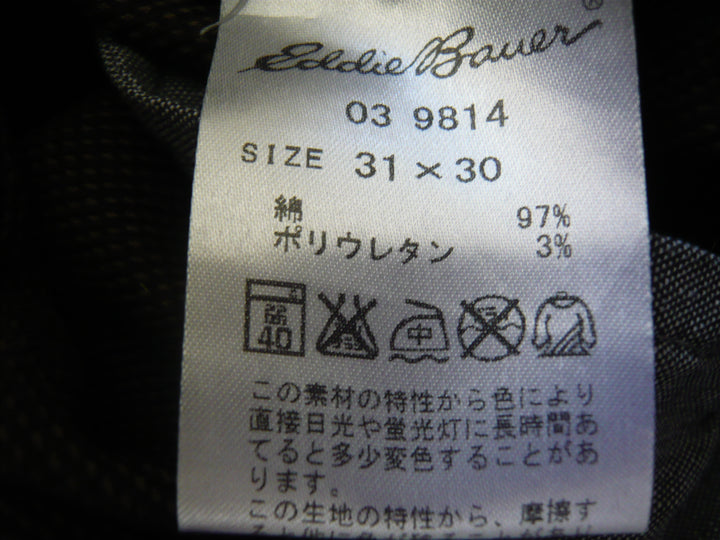 Eddie Bauer®
03 9814
SIZE 31×30
綿 97%
ポリウレタン 3%
40
中
この素材の特性から色により
直接日光や蛍光灯に長時間あ
てると多少変色することがあ
ります。
この生地の特性から、摩擦す